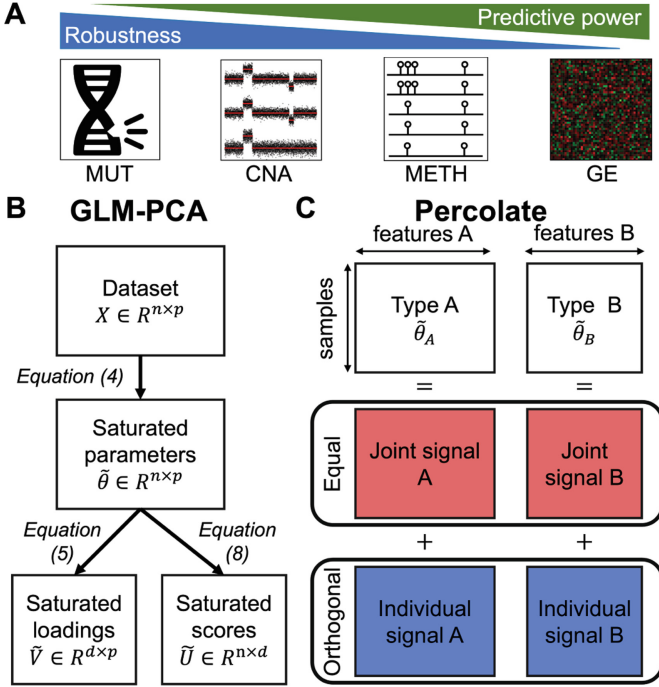 A
Predictive power
Robustness
MUT
CNA
METH
GE
B
GLM-PCA
Dataset
X ∈ R^{n×p}
Equation (4)
Saturated
parameters
θ̃ ∈ R^{n×p}
Equation
(5)
Equation
(8)
Saturated
loadings
Ṽ ∈ R^{d×p}
Saturated
scores
Ũ ∈ R^{n×d}
C
Percolate
features A
features B
samples
Type A
θ̃_A
Type B
θ̃_B
=
=
Equal
Joint signal
A
Joint
signal B
+
+
Orthogonal
Individual
signal A
Individual
signal B